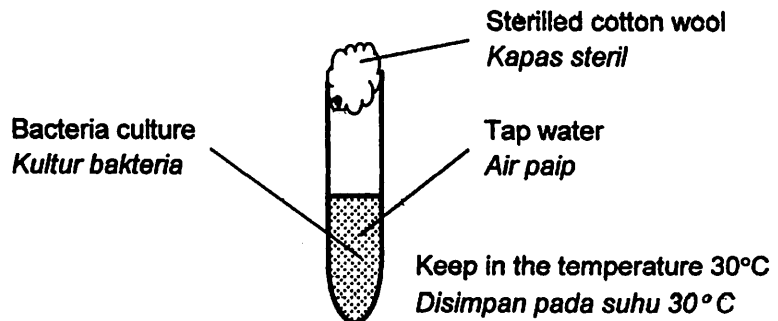 Sterilled cotton wool
Kapas steril
Bacteria culture
Kultur bakteria
Tap water
Air paip
Keep in the temperature 30°C
Disimpan pada suhu 30°C